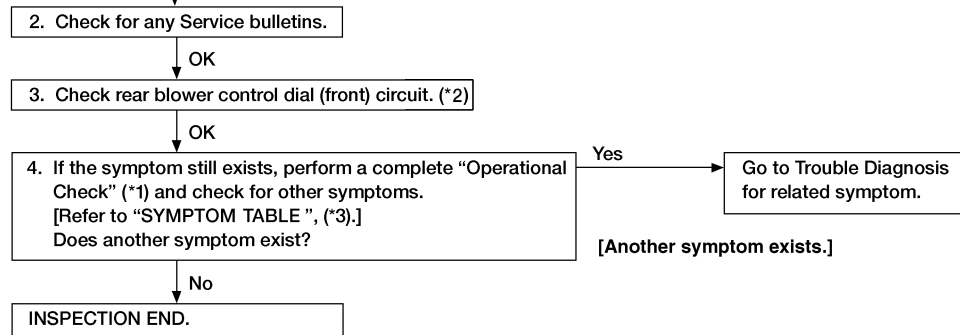 2. Check for any Service bulletins.
OK
3. Check rear blower control dial (front) circuit. (*2)
OK
4. If the symptom still exists, perform a complete “Operational
Check” (*1) and check for other symptoms.
[Refer to “SYMPTOM TABLE ”, (*3).]
Does another symptom exist?
Yes
Go to Trouble Diagnosis
for related symptom.
[Another symptom exists.]
No
INSPECTION END.